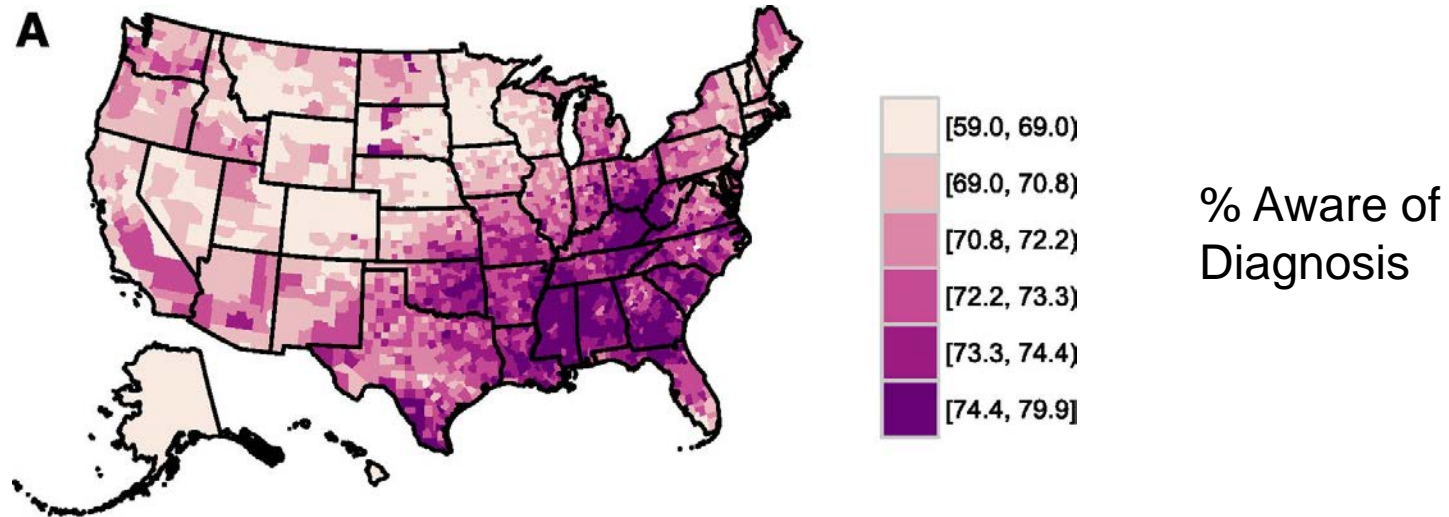 A
[59.0, 69.0)
[69.0, 70.8)
[70.8, 72.2)
[72.2, 73.3)
[73.3, 74.4)
[74.4, 79.9]
% Aware of
Diagnosis